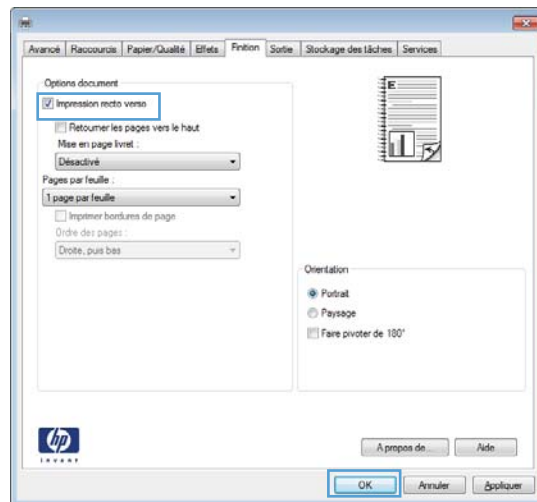 Avancé Raccourcis Papier/Qualité Effets Finition Sortie Stockage des tâches Services
Options document
Impression recto verso
Retourner les pages vers le haut
Mise en page livret :
Désactivé
Pages par feuille :
1 page par feuille
Imprimer bordures de page
Ordre des pages :
Droite, puis bas
E
Orientation
Portrait
Paysage
Faire pivoter de 180°
hp
invent
A propos de... Aide
OK Annuler Appliquer